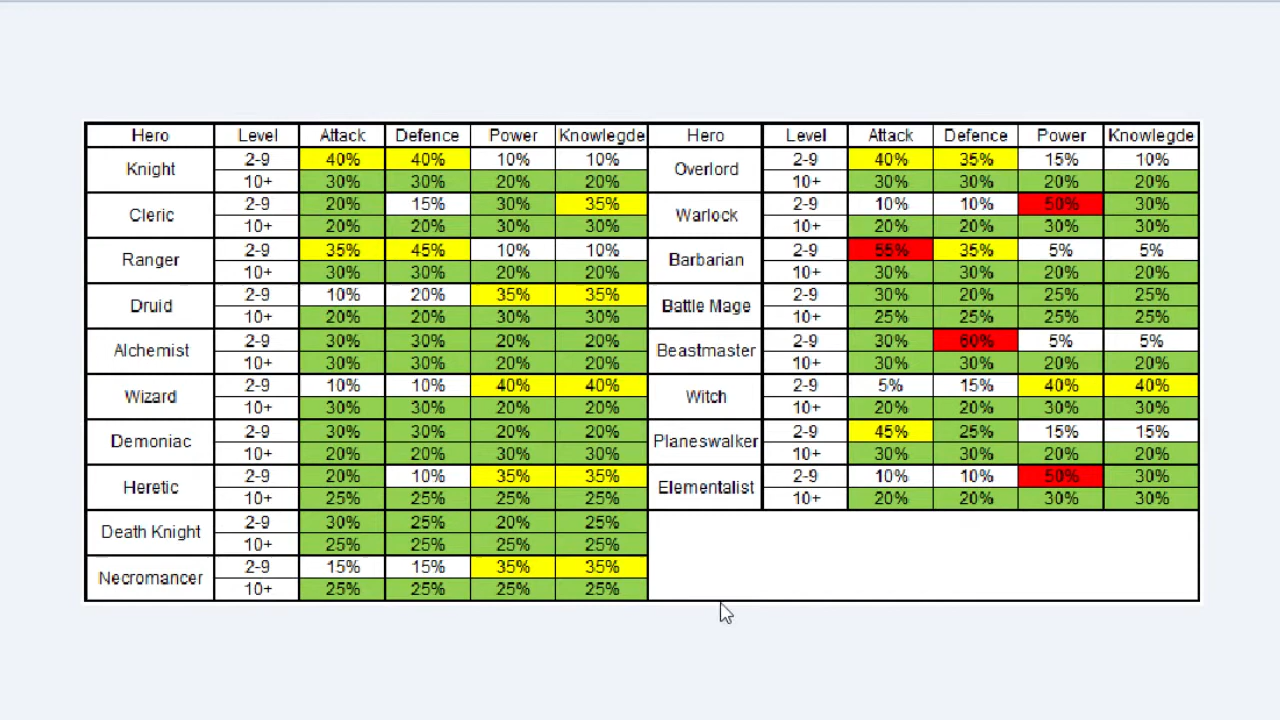 Hero Level Attack Defence Power Knowlegde Hero Level Attack Defence Power Knowlegde
Knight 2-9 40% 40% 10% 10% Overlord 2-9 40% 35% 15% 10%
10+ 30% 30% 20% 20% 10+ 30% 30% 20% 20%
Cleric 2-9 20% 15% 30% 35% Warlock 2-9 10% 10% 50% 30%
10+ 20% 20% 30% 30% 10+ 20% 20% 30% 30%
Ranger 2-9 35% 45% 10% 10% Barbarian 2-9 55% 35% 5% 5%
10+ 30% 30% 20% 20% 10+ 30% 30% 20% 20%
Druid 2-9 10% 20% 35% 35% Battle Mage 2-9 30% 20% 25% 25%
10+ 20% 20% 30% 30% 10+ 25% 25% 25% 25%
Alchemist 2-9 30% 30% 20% 20% Beastmaster 2-9 30% 60% 5% 5%
10+ 30% 30% 20% 20% 10+ 30% 30% 20% 20%
Wizard 2-9 10% 10% 40% 40% Witch 2-9 5% 15% 40% 40%
10+ 30% 30% 20% 20% 10+ 20% 20% 30% 30%
Demoniac 2-9 30% 30% 20% 20% Planeswalker 2-9 45% 25% 15% 15%
10+ 20% 20% 30% 30% 10+ 30% 30% 20% 20%
Heretic 2-9 20% 10% 35% 35% Elementalist 2-9 10% 10% 50% 30%
10+ 25% 25% 25% 25% 10+ 20% 20% 30% 30%
Death Knight 2-9 30% 25% 20% 25%
10+ 25% 25% 25% 25%
Necromancer 2-9 15% 15% 35% 35%
10+ 25% 25% 25% 25%